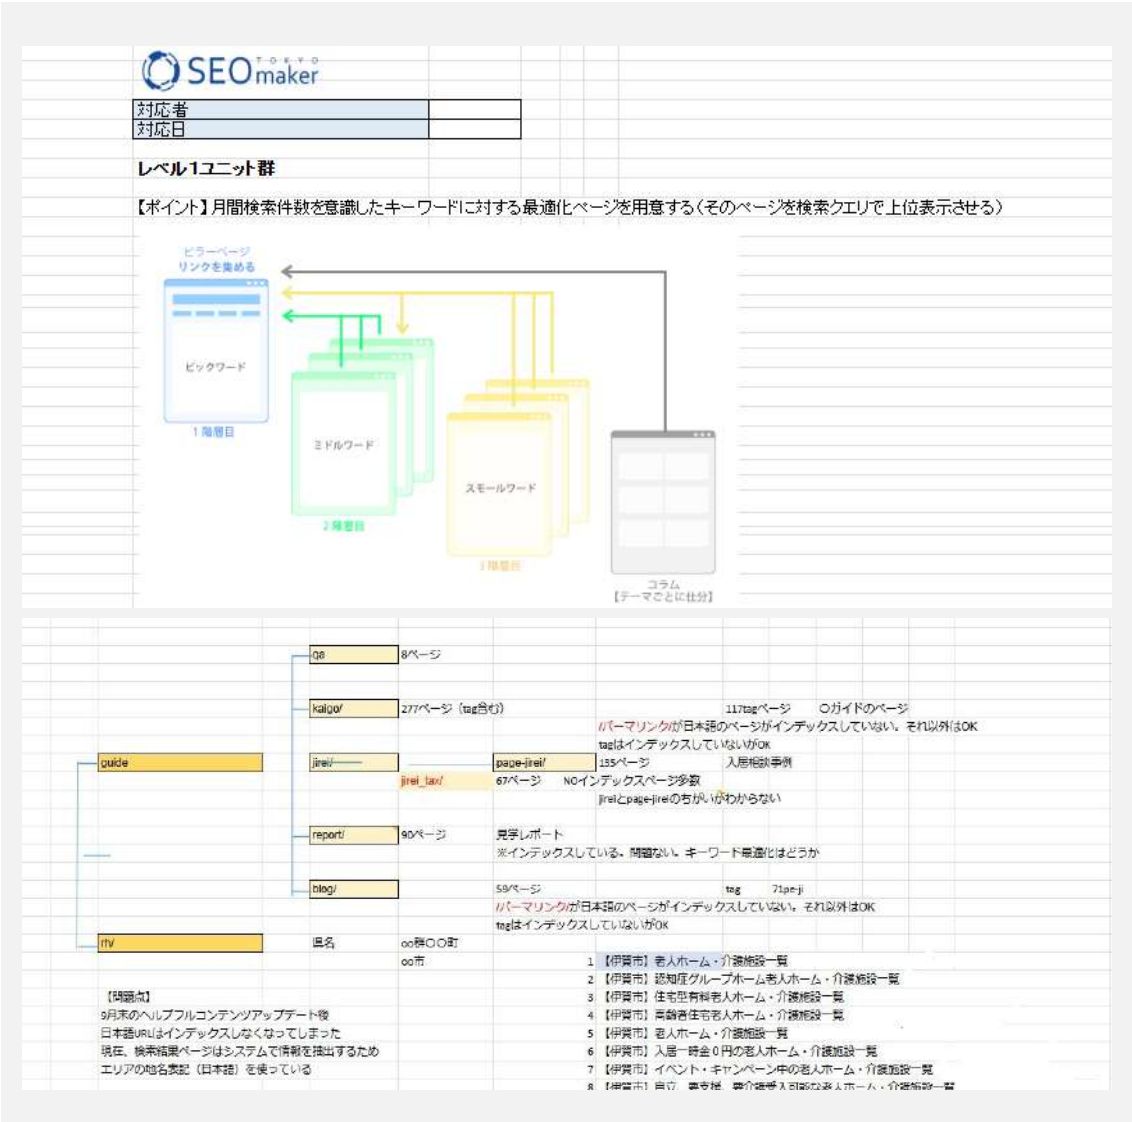 SEO TOKYO maker
対応者
対応日
レベル1ユニット群
【ポイント】月間検索件数を意識したキーワードに対する最適化ページを用意する（そのページを検索クエリで上位表示させる）
ピラーページ
リンクを集める
ビックワード
1階層目
ミドルワード
2階層目
スモールワード
3階層目
コラム
【テーマごとに仕分】
qa 8ページ
kaigo/ 277ページ（tag含む） 117tagページ 〇ガイドのページ
/パーマリンク/が日本語のページがインデックスしていない。それ以外はOK
tagはインデックスしていないがOK
guide jirei/ page-jirei/ 135ページ 入居相談事例
jirei_tax/ 67ページ NOインデックスページ多数
jireiとpage-jireiのちがいがわからない
report/ 90ページ 見学レポート
※インデックスしている。問題ない。キーワード最適化はどうか
blog/ 59ページ tag 71pe-ji
/パーマリンク/が日本語のページがインデックスしていない。それ以外はOK
tagはインデックスしていないがOK
県名 oo群〇〇町
oo市
1 【伊賀市】老人ホーム・介護施設一覧
2 【伊賀市】認知症グループホーム老人ホーム・介護施設一覧
3 【伊賀市】住宅型有料老人ホーム・介護施設一覧
4 【伊賀市】高齢者住宅老人ホーム・介護施設一覧
5 【伊賀市】老人ホーム・介護施設一覧
6 【伊賀市】入居一時金０円の老人ホーム・介護施設一覧
7 【伊賀市】イベント・キャンペーン中の老人ホーム・介護施設一覧
8 【伊賀市】自立、要支援、要介護受入可能な老人ホーム・介護施設一覧
【問題点】
9月末のヘルプフルコンテンツアップデート後
日本語URLはインデックスしなくなってしまった
現在、検索結果ページはシステムで情報を抽出するため
エリアの地名表記（日本語）を使っている